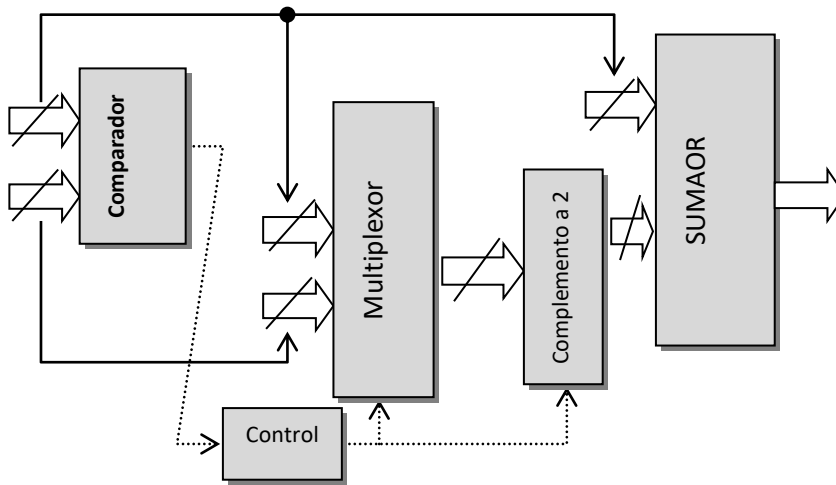 Comparador
Multiplexor
Complemento a 2
SUMAOR
Control